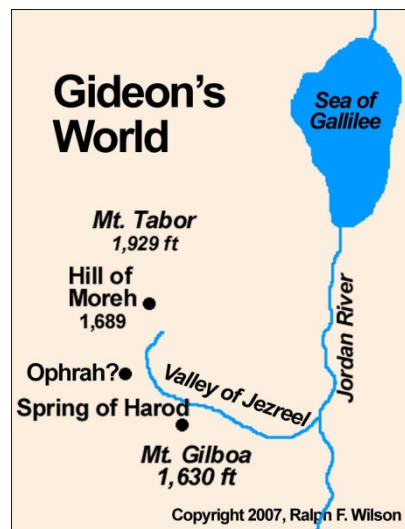 Gideon's
World
Sea of
Gallilee
Mt. Tabor
1,929 ft
Hill of
Moreh
1,689
Jordan River
Ophrah?
Valley of Jezreel
Spring of Harod
Mt. Gilboa
1,630 ft
Copyright 2007, Ralph F. Wilson